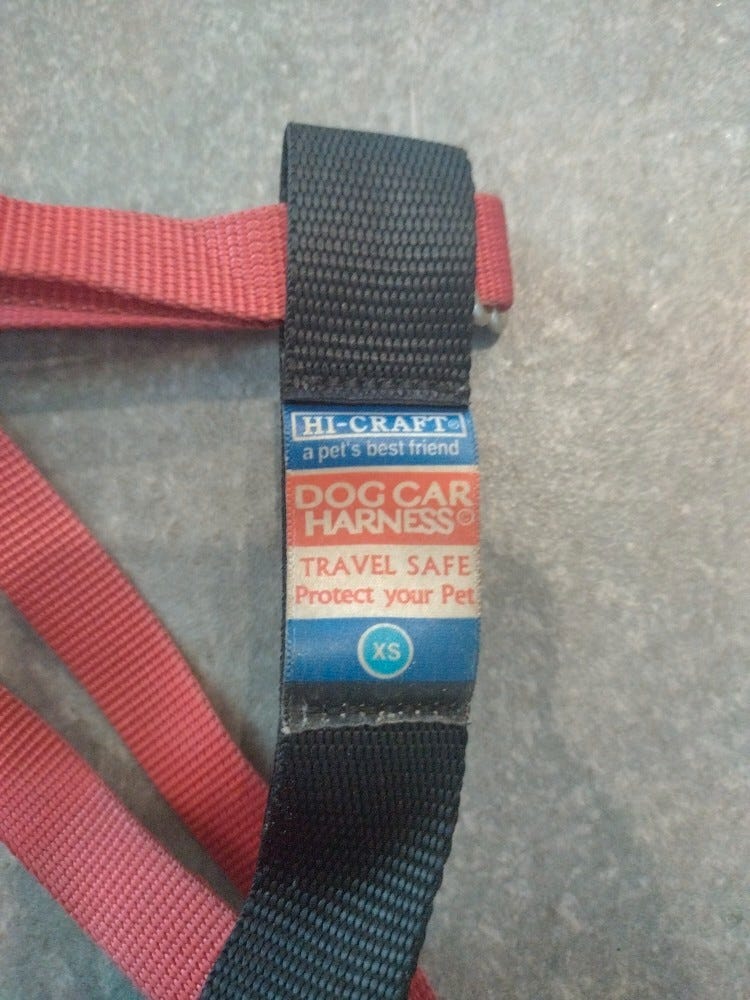 HI-CRAFT®
a pet's best friend
DOG CAR
HARNESS®
TRAVEL SAFE
Protect your Pet
XS